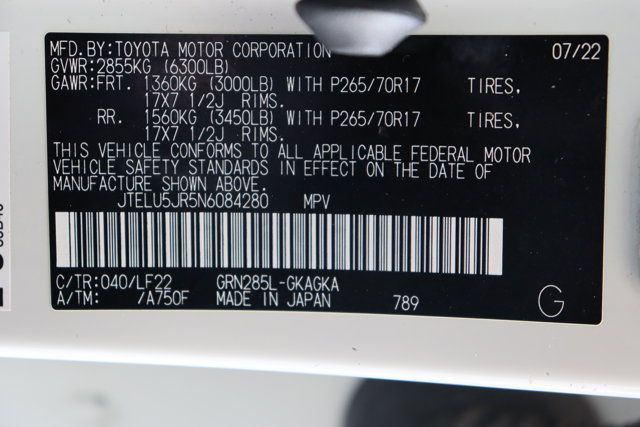 MFD.BY:TOYOTA MOTOR CORPORATION 07/22
GVWR:2855KG (6300LB)
GAWR:FRT. 1360KG (3000LB) WITH P265/70R17 TIRES,
17X7 1/2J RIMS.
RR. 1560KG (3450LB) WITH P265/70R17 TIRES,
17X7 1/2J RIMS.
THIS VEHICLE CONFORMS TO ALL APPLICABLE FEDERAL MOTOR
VEHICLE SAFETY STANDARDS IN EFFECT ON THE DATE OF
MANUFACTURE SHOWN ABOVE.
JTELU5JR5N6084280 MPV
C/TR:040/LF22 GRN285L-GKAGKA
A/TM: /A750F MADE IN JAPAN 789 G